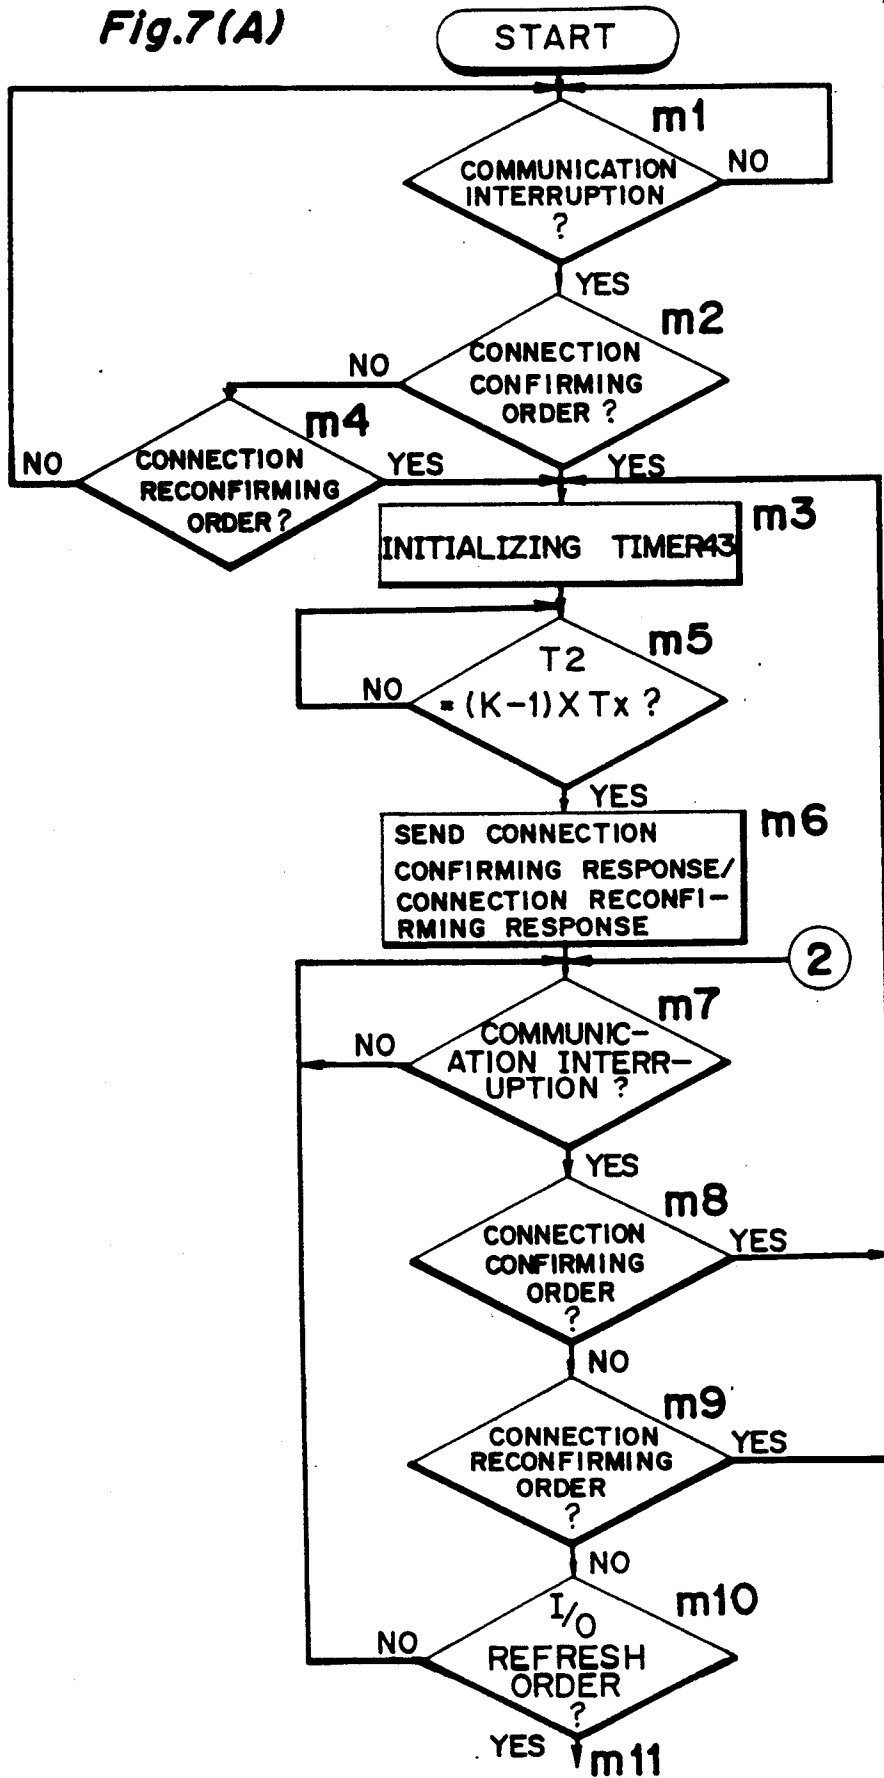 Fig.7(A)
START
m1
COMMUNICATION
INTERRUPTION
?
NO
YES
m2
CONNECTION
CONFIRMING
ORDER ?
NO
YES
m4
CONNECTION
RECONFIRMING
ORDER ?
NO
YES
m3
INITIALIZING TIMER43
m5
T2
= (K-1) X Tx ?
NO
YES
m6
SEND CONNECTION
CONFIRMING RESPONSE/
CONNECTION RECONFI-
RMING RESPONSE
2
m7
COMMUNIC-
ATION INTERR-
UPTION ?
NO
YES
m8
CONNECTION
CONFIRMING
ORDER
?
YES
NO
m9
CONNECTION
RECONFIRMING
ORDER
?
YES
NO
m10
I/O
REFRESH
ORDER
?
NO
YES
m11